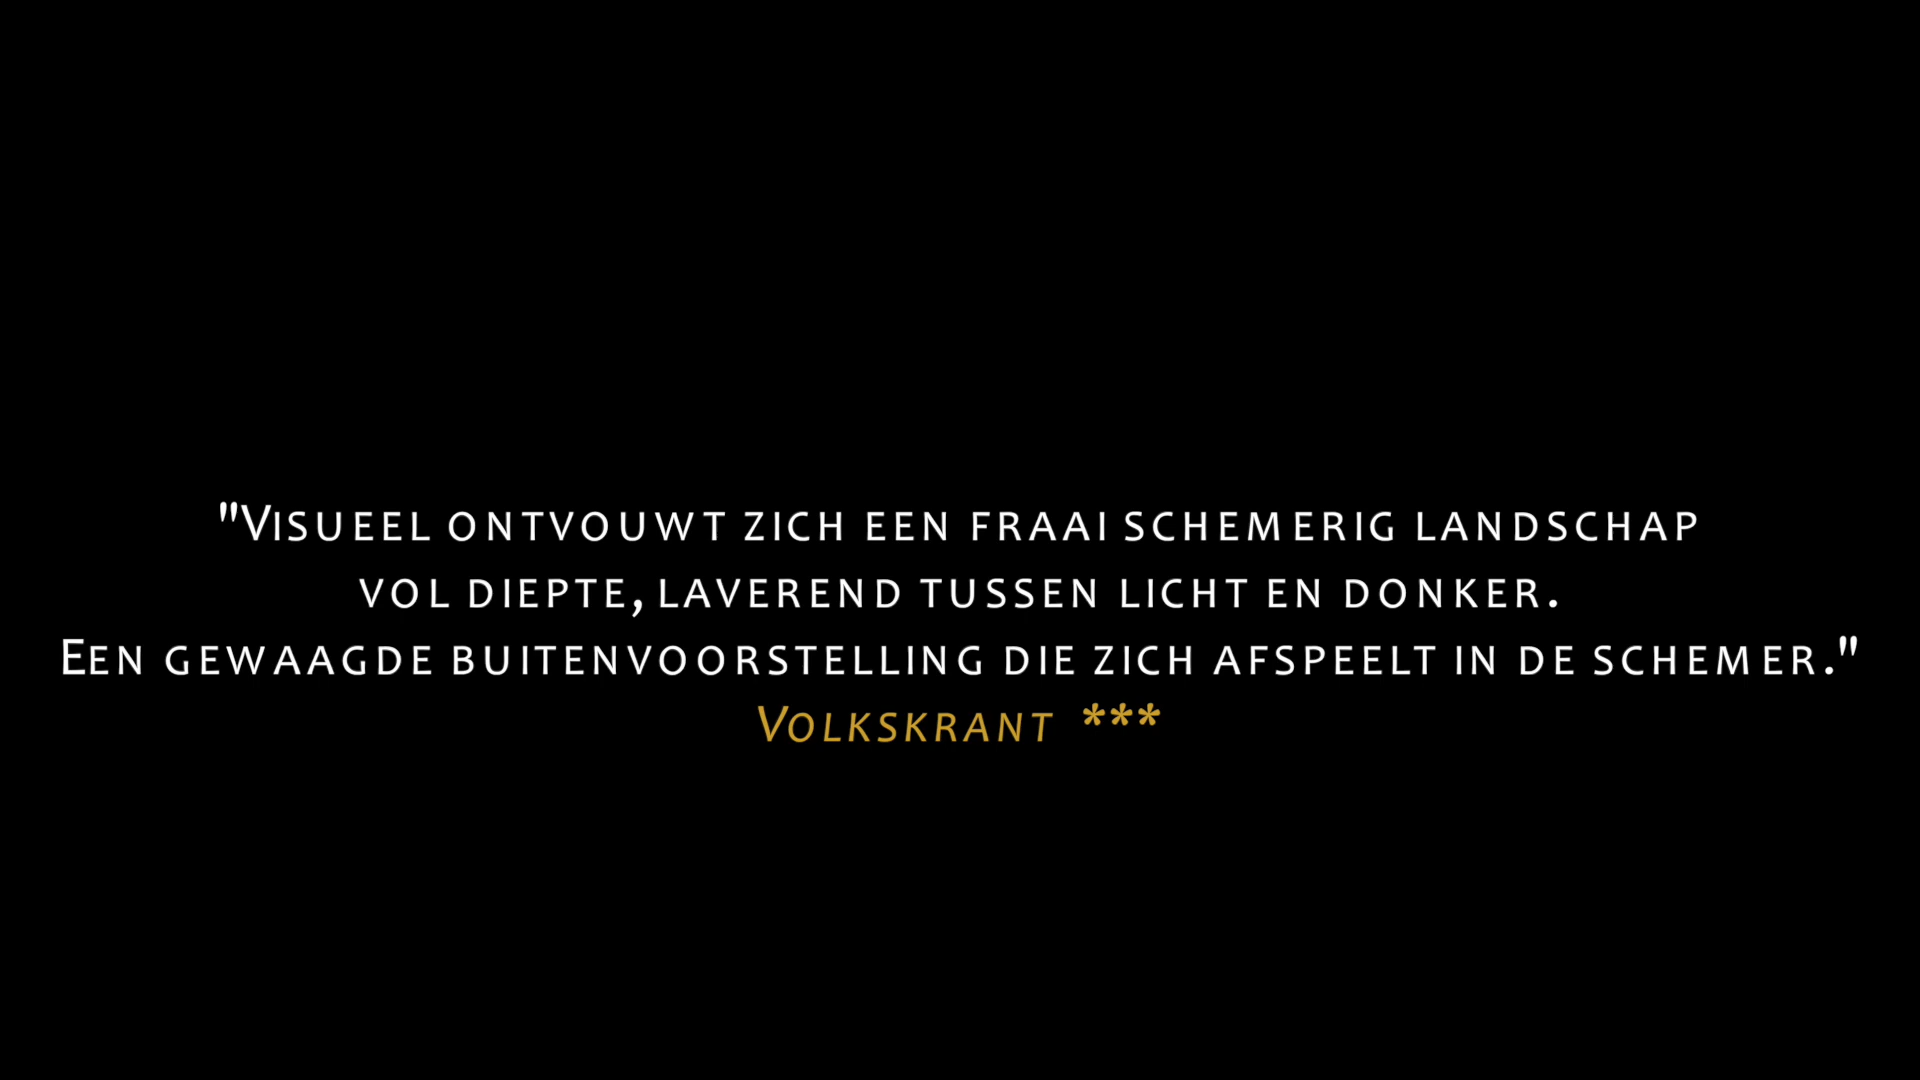 "Visueel ontvouwt zich een fraai schemerig landschap
vol diepte, laverend tussen licht en donker.
Een gewaagde buitenvoorstelling die zich afspeelt in de schemer."
Volkskrant ***